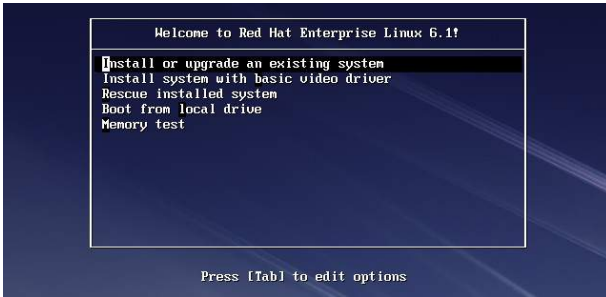 Welcome to Red Hat Enterprise Linux 6.1!
Install or upgrade an existing system
Install system with basic video driver
Rescue installed system
Boot from local drive
Memory test
Press [Tab] to edit options